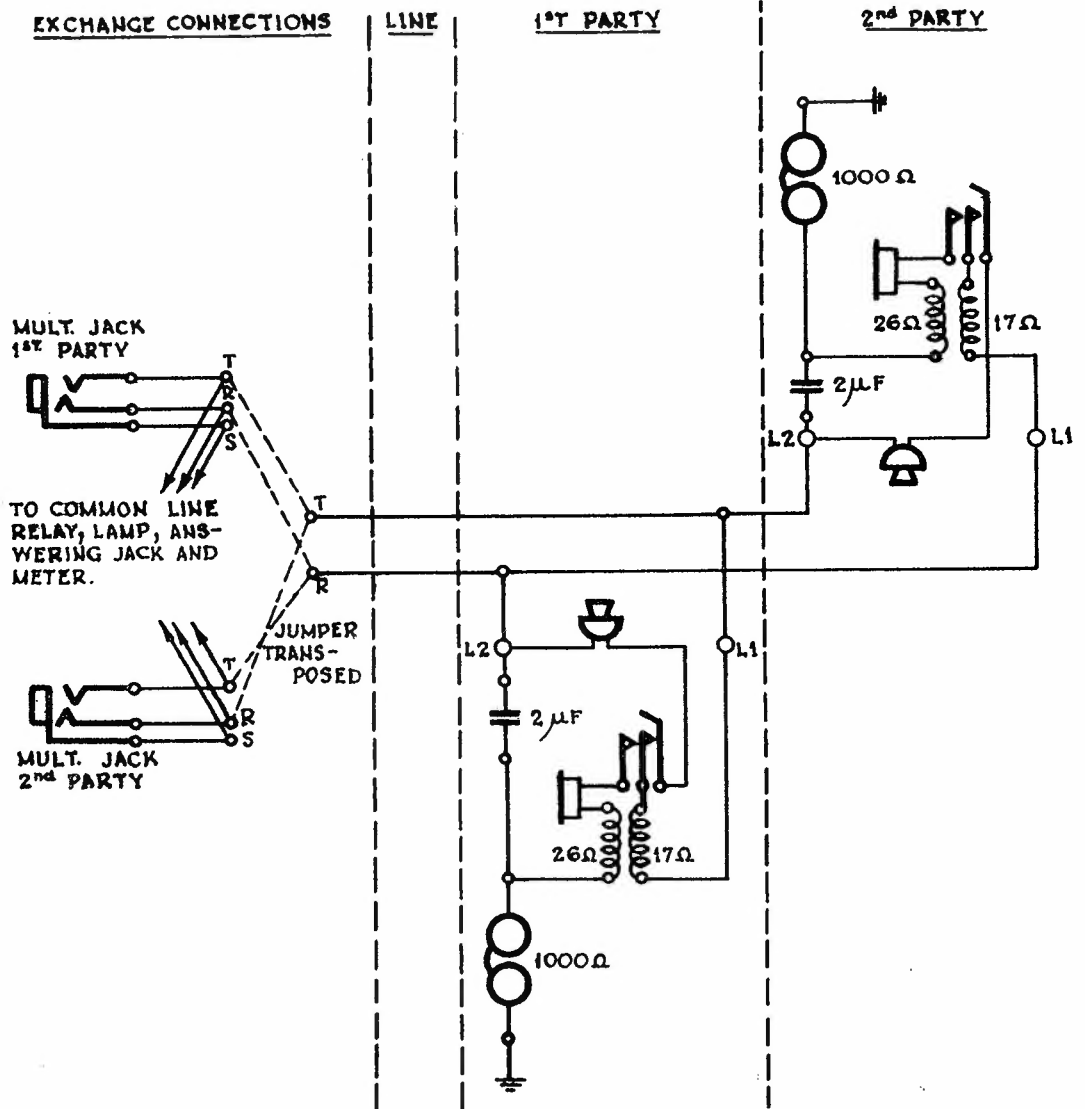 EXCHANGE CONNECTIONS
LINE
1ST PARTY
2nd PARTY
1000 Ω
26Ω
17Ω
2μF
L2
L1
MULT. JACK
1ST. PARTY
T
R
S
TO COMMON LINE
RELAY, LAMP, ANS-
WERING JACK AND
METER.
T
R
JUMPER
TRANS-
POSED
T
R
S
MULT. JACK
2nd PARTY
L2
L1
2μF
26Ω
17Ω
1000Ω